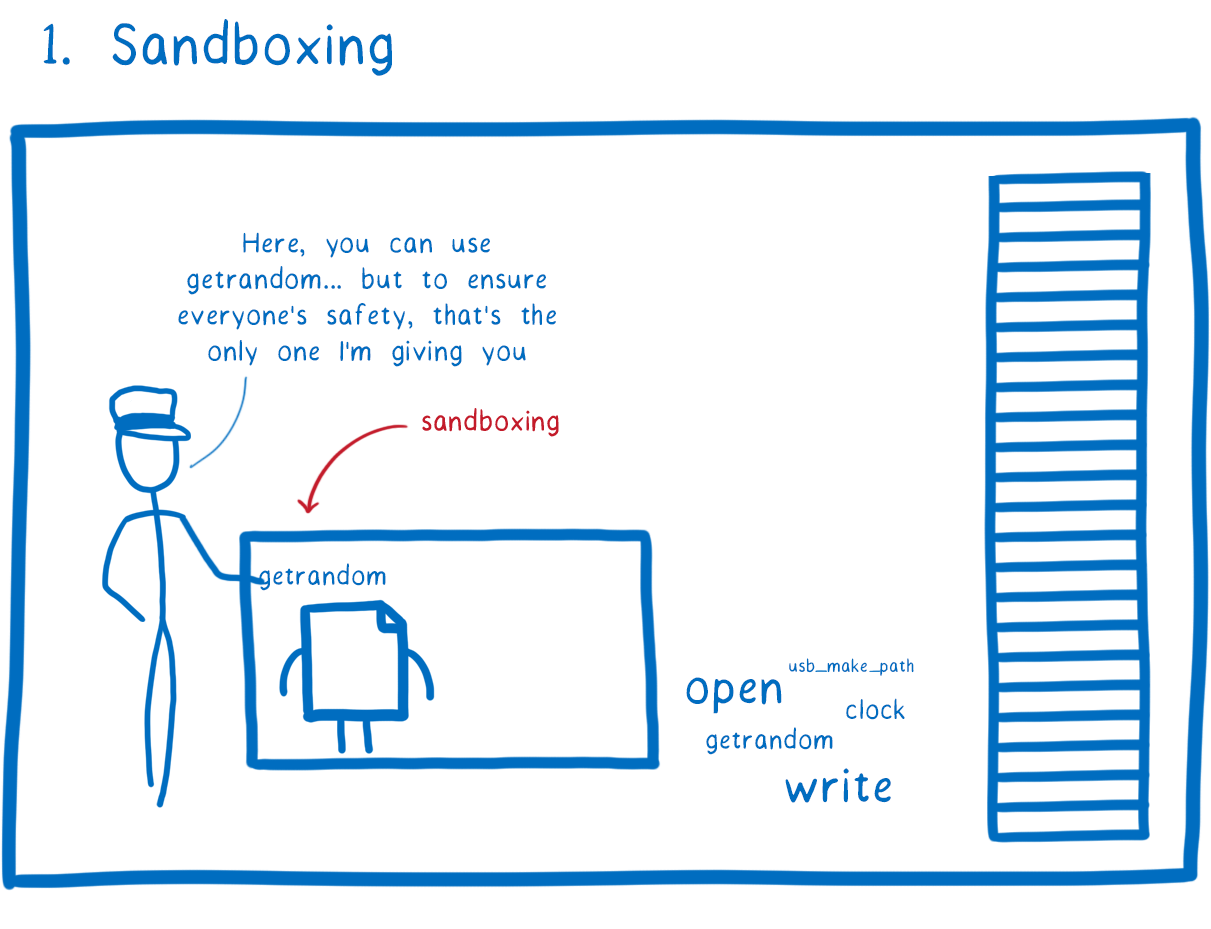 1. Sandboxing
Here, you can use
getrandom... but to ensure
everyone's safety, that's the
only one I'm giving you
sandboxing
getrandom
usb_make_path
open
clock
getrandom
write